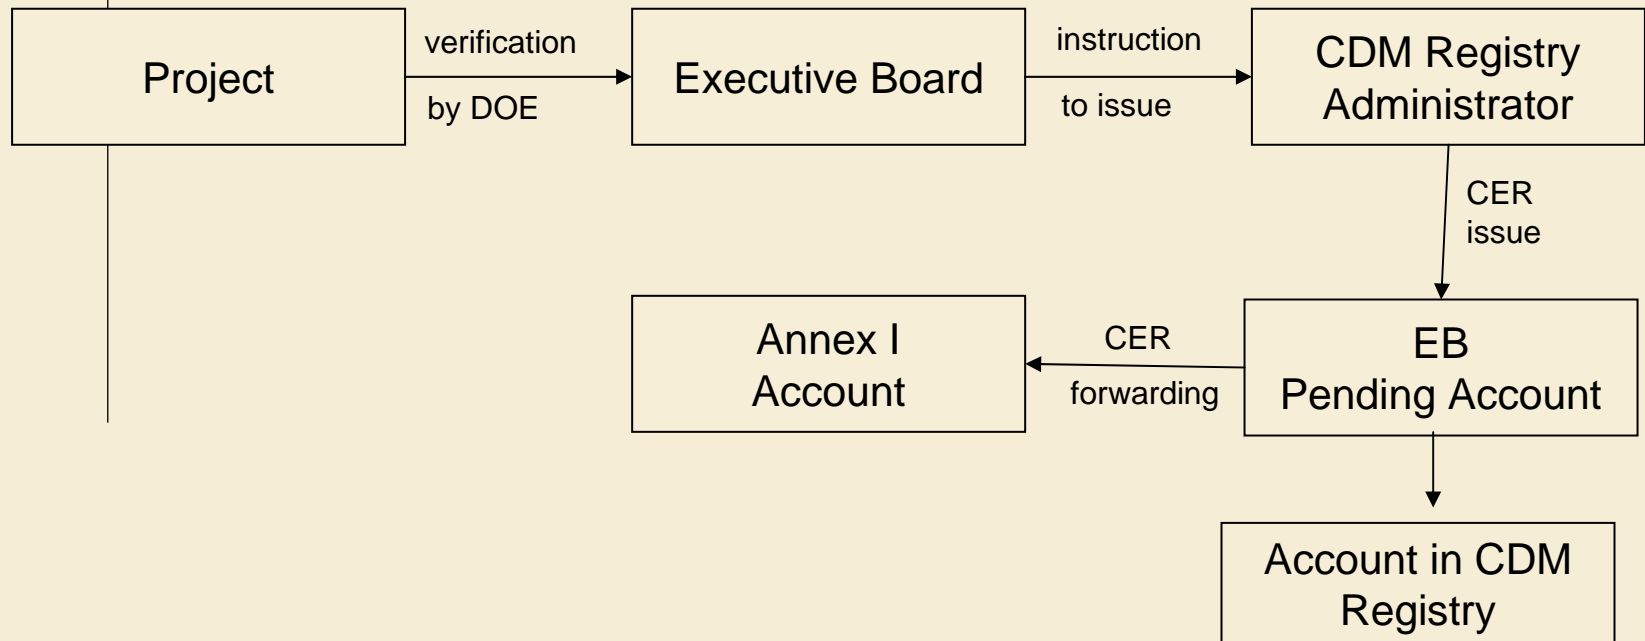 Project
verification
by DOE
Executive Board
instruction
to issue
CDM Registry
Administrator
CER
issue
Annex I
Account
CER
forwarding
EB
Pending Account
Account in CDM
Registry